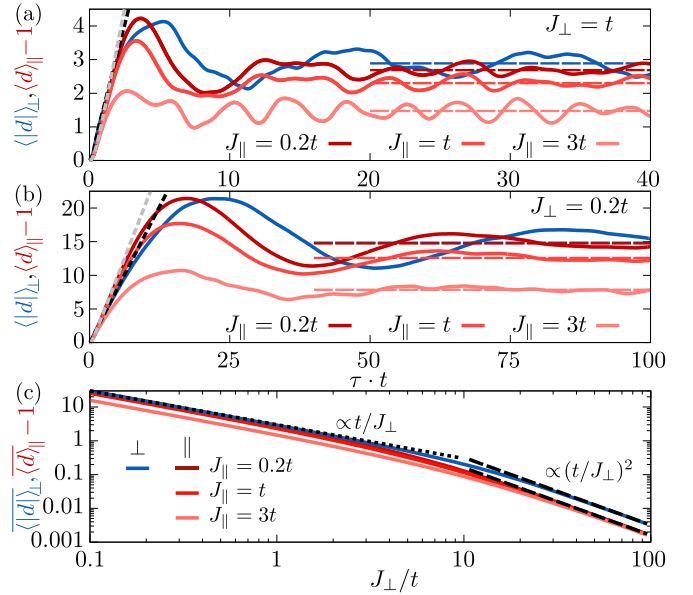 (a)
J⊥ = t
⟨|d|⟩⊥, ⟨d⟩∥ − 1
5
4
3
2
1
0
J∥ = 0.2t
J∥ = t
J∥ = 3t
0
10
20
30
40
(b)
J⊥ = 0.2t
⟨|d|⟩⊥, ⟨d⟩∥ − 1
20
15
10
5
0
J∥ = 0.2t
J∥ = t
J∥ = 3t
0
25
50
75
100
τ · t
(c)
⟨|d|⟩⊥, ⟨d⟩∥ − 1
10
1
0.1
0.01
0.001
∝t/J⊥
∝(t/J⊥)²
⊥ ∥
J∥ = 0.2t
J∥ = t
J∥ = 3t
0.1
1
10
100
J⊥/t